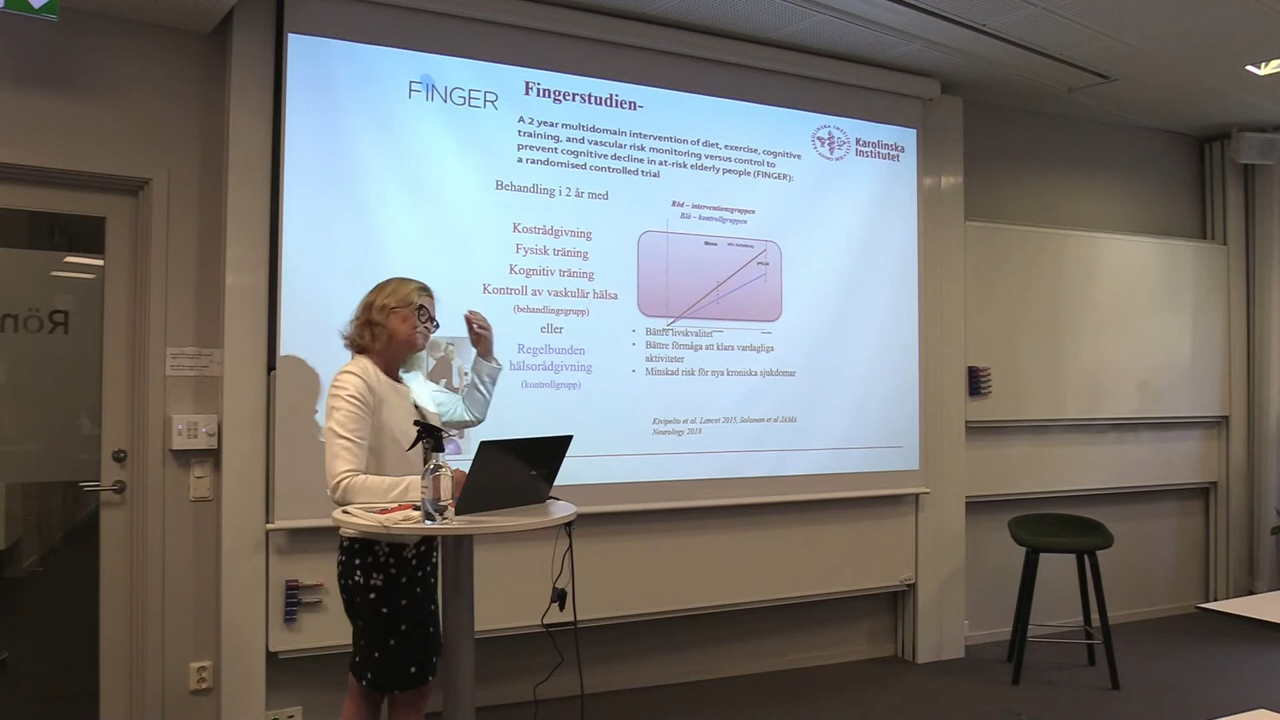 FINGER
Fingerstudien-
Karolinska
Institutet
A 2 year multidomain intervention of diet, exercise, cognitive
training, and vascular risk monitoring versus control to
prevent cognitive decline in at-risk elderly people (FINGER):
a randomised controlled trial
Behandling i 2 år med
Kostrådgivning
Fysisk träning
Kognitiv träning
Kontroll av vaskulär hälsa
(behandlingsgrupp)
eller
Regelbunden
hälsorådgivning
(kontrollgrupp)
Röd – interventionsgruppen
Blå – kontrollgruppen
Bättre livskvalitet
Bättre förmåga att klara vardagliga
aktiviteter
Minskad risk för nya kroniska sjukdomar
Kivipelto et al. Lancet 2015, Solomon et al JAMA
Neurology 2018
Rön